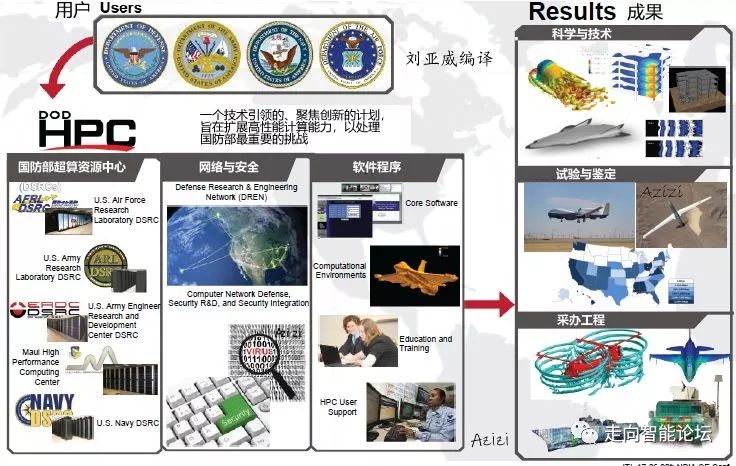 用户 Users
Results 成果
刘亚威编译
DOD
HPC
一个技术引领的、聚焦创新的计划，
旨在扩展高性能计算能力，以处理
国防部最重要的挑战
国防部超算资源中心
(DSRCs)
AFRL
DSRC
U.S. Air Force
Research
Laboratory DSRC
U.S. Army
Research
Laboratory DSRC
ARL
DSRC
ERDC
DSRC
U.S. Army Engineer
Research and
Development
Center DSRC
Maul High
Performance
Computing
Center
NAVY
U.S. Navy DSRC
网络与安全
Defense Research & Engineering
Network (DREN)
Computer Network Defense,
Security R&D, and Security Integration
VIRUS
Azizi
Security
软件程序
Core Software
Computational
Environments
Education and
Training
HPC User
Support
Azizi
科学与技术
试验与鉴定
Azizi
采办工程
走向智能论坛